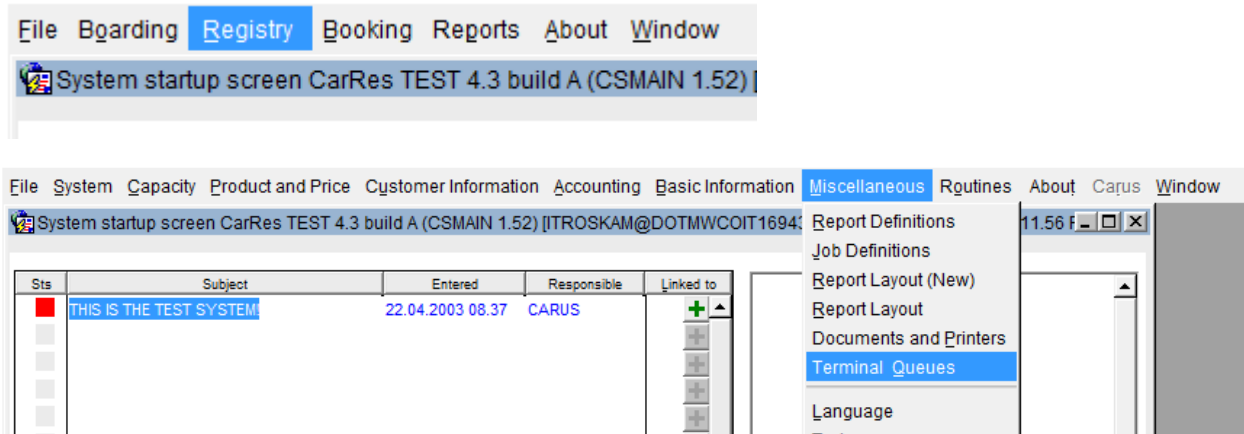 File Boarding Registry Booking Reports About Window
System startup screen CarRes TEST 4.3 build A (CSMAIN 1.52) [
File System Capacity Product and Price Customer Information Accounting Basic Information Miscellaneous Routines About Carus Window
System startup screen CarRes TEST 4.3 build A (CSMAIN 1.52) [ITROSKAM@DOTMWCOIT1694
11.56
Report Definitions
Job Definitions
Report Layout (New)
Report Layout
Documents and Printers
Terminal Queues
Language
Sts Subject Entered Responsible Linked to
THIS IS THE TEST SYSTEM! 22.04.2003 08.37 CARUS